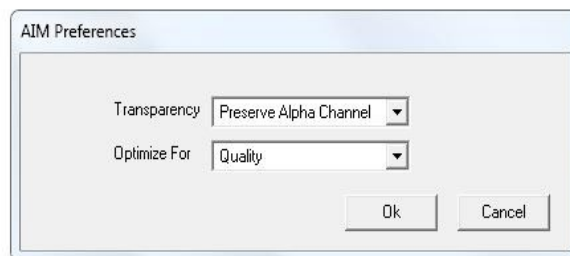 AIM Preferences
Transparency Preserve Alpha Channel
Optimize For Quality
Ok Cancel